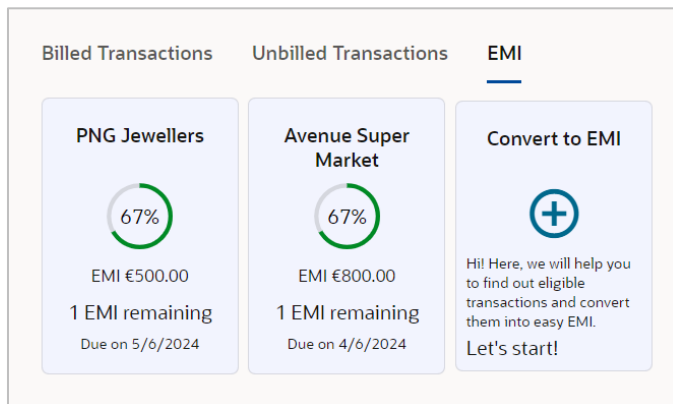 Billed Transactions
Unbilled Transactions
EMI
PNG Jewellers
67%
EMI €500.00
1 EMI remaining
Due on 5/6/2024
Avenue Super
Market
67%
EMI €800.00
1 EMI remaining
Due on 4/6/2024
Convert to EMI
Hi! Here, we will help you
to find out eligible
transactions and convert
them into easy EMI.
Let's start!